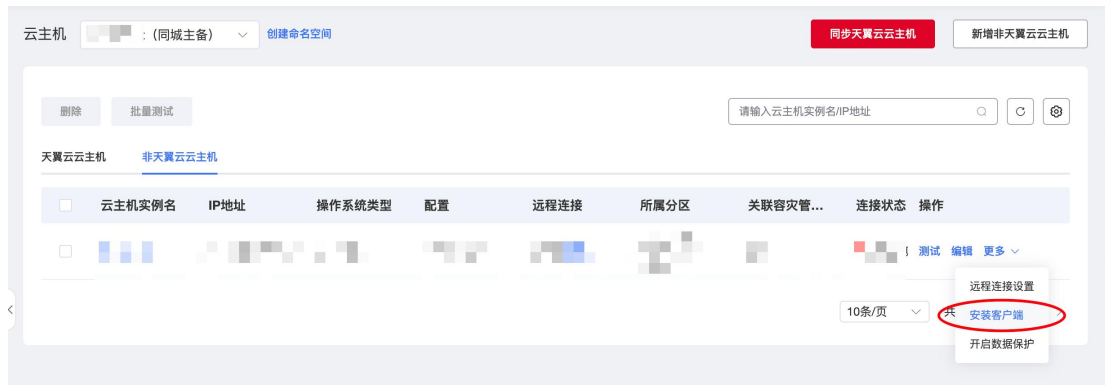 云主机 : (同城主备) 创建命名空间 同步天翼云云主机 新增非天翼云云主机
删除 批量测试 请输入云主机实例名/IP地址
天翼云云主机 非天翼云云主机
云主机实例名 IP地址 操作系统类型 配置 远程连接 所属分区 关联容灾管... 连接状态 操作
测试 编辑 更多
远程连接设置
10条/页 共 安装客户端
开启数据保护